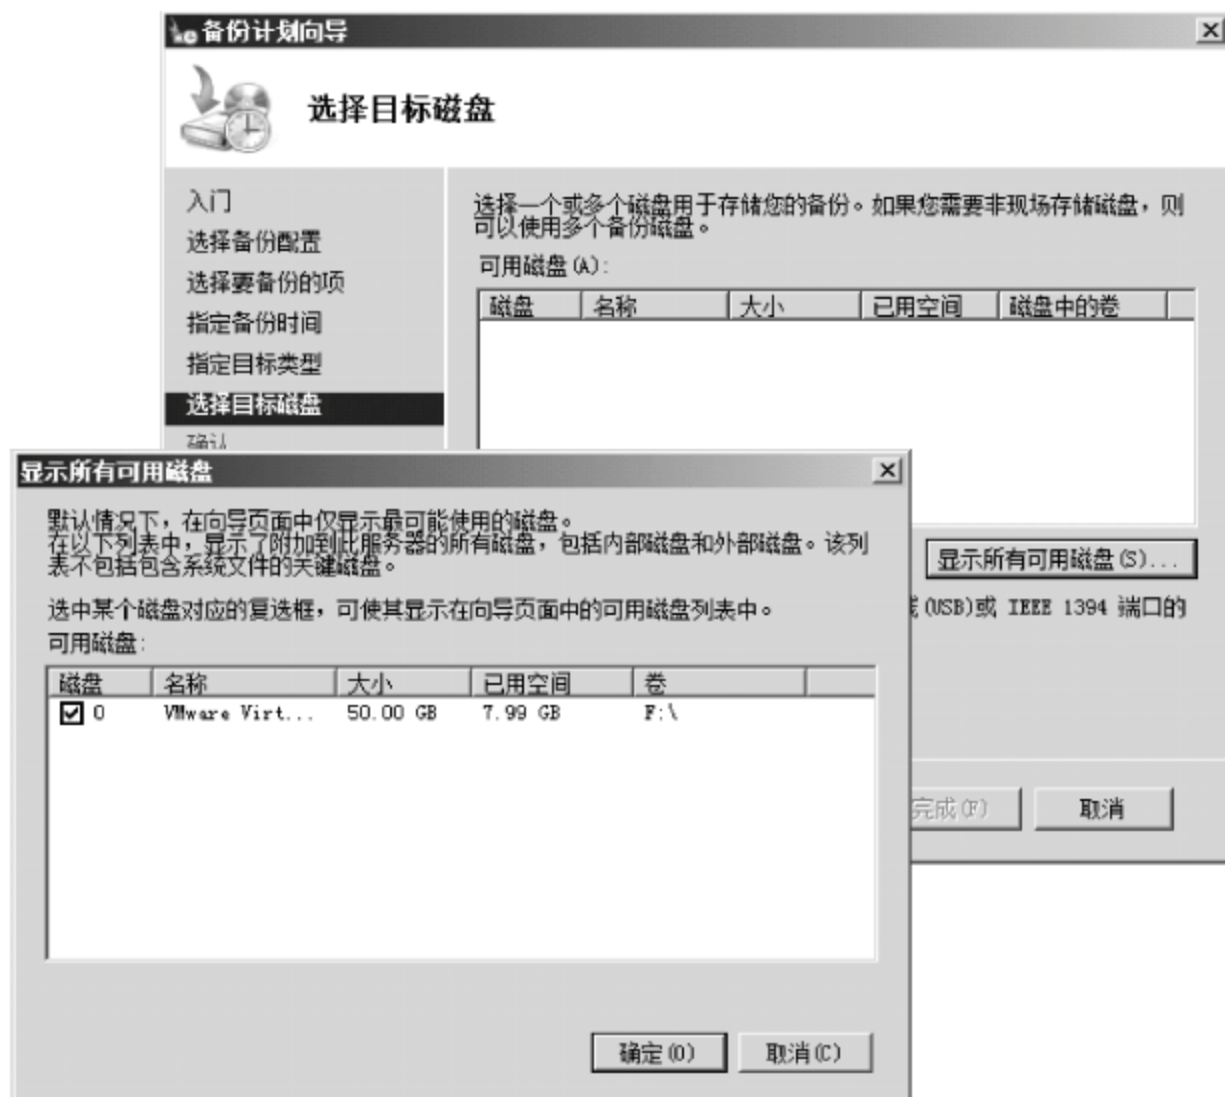 备份计划向导
选择目标磁盘
入门
选择备份配置
选择要备份的项
指定备份时间
指定目标类型
选择目标磁盘
确认
选择一个或多个磁盘用于存储您的备份。如果您需要非现场存储磁盘，则
可以使用多个备份磁盘。
可用磁盘(A):
磁盘 名称 大小 已用空间 磁盘中的卷
显示所有可用磁盘(S)...
(USB)或 IEEE 1394 端口的
完成(F) 取消
显示所有可用磁盘
默认情况下，在向导页面中仅显示最可能使用的磁盘。
在以下列表中，显示了附加到此服务器的所有磁盘，包括内部磁盘和外部磁盘。该列
表不包括包含系统文件的关键磁盘。
选中某个磁盘对应的复选框，可使其显示在向导页面中的可用磁盘列表中。
可用磁盘:
磁盘 名称 大小 已用空间 卷
0 VMware Virt... 50.00 GB 7.99 GB F:\
确定(O) 取消(C)